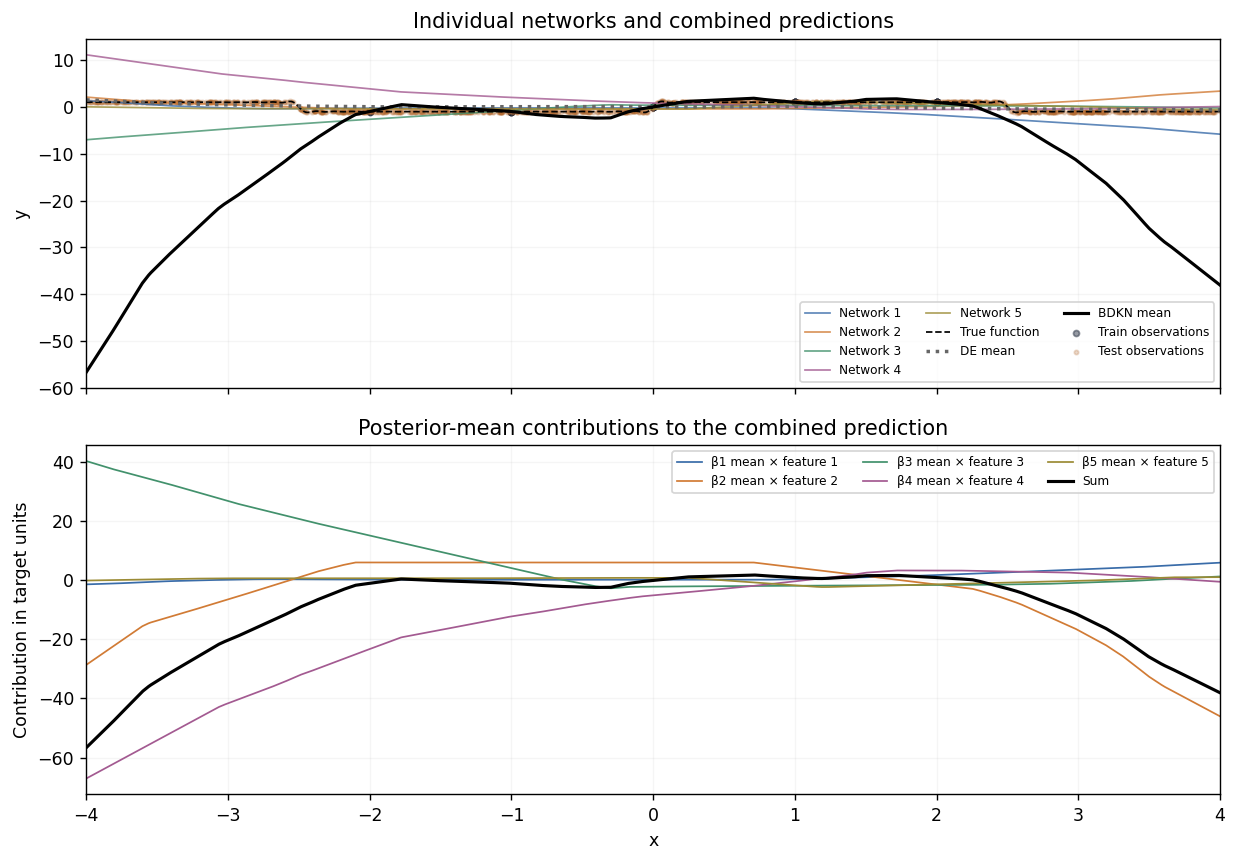 Individual networks and combined predictions
10
0
−10
−20
−30
−40
−50
−60
y
Network 1
Network 2
Network 3
Network 4
Network 5
True function
DE mean
BDKN mean
Train observations
Test observations
Posterior-mean contributions to the combined prediction
40
20
0
−20
−40
−60
Contribution in target units
β1 mean × feature 1
β2 mean × feature 2
β3 mean × feature 3
β4 mean × feature 4
β5 mean × feature 5
Sum
−4
−3
−2
−1
0
1
2
3
4
x